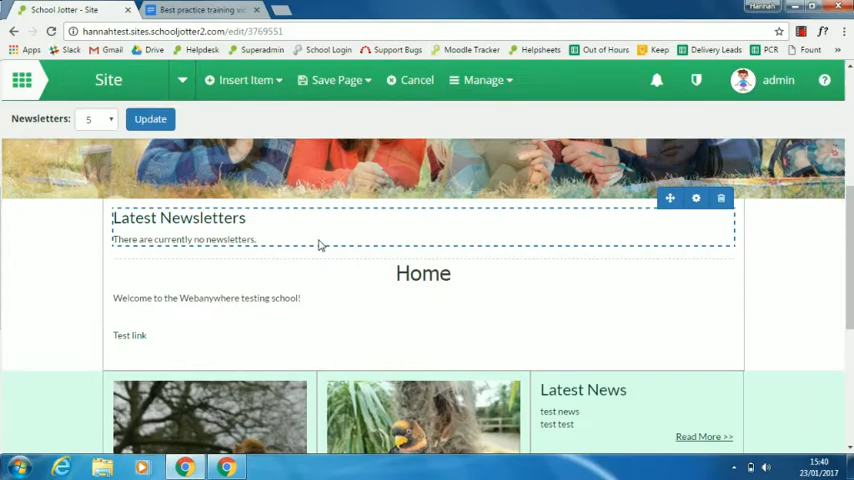 School Jotter - Site
Best practice training vi
Hannah
hannahtest.sites.schooljotter2.com/edit/3769551
Apps Slack Gmail Drive Helpdesk Superadmin School Login Support Bugs Moodle Tracker Helpsheets Out of Hours Keep Delivery Leads PCR Fount
Site Insert Item Save Page Cancel Manage admin
Newsletters: 5 Update
Latest Newsletters
There are currently no newsletters.
Home
Welcome to the Webanywhere testing school!
Test link
Latest News
test news
test test
Read More >>
15:40
23/01/2017